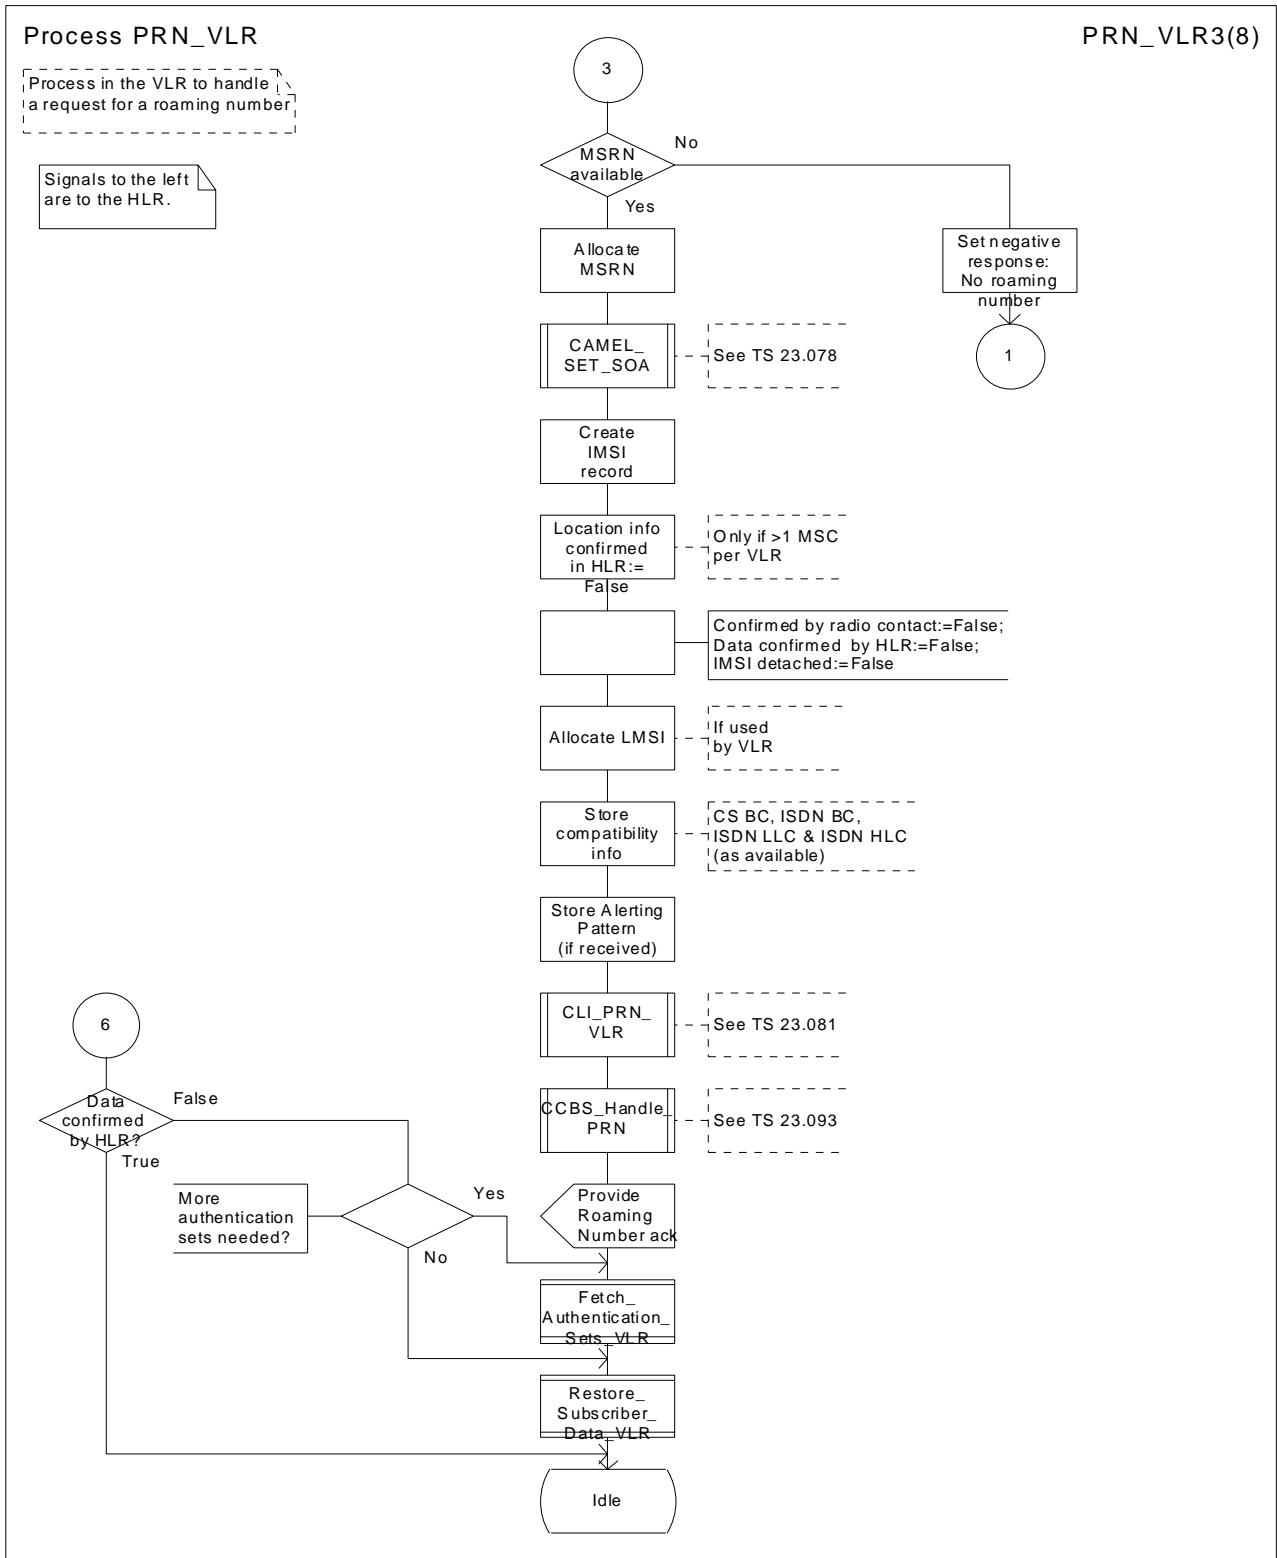 Process PRN_VLR
PRN_VLR3(8)
Process in the VLR to handle
a request for a roaming number
Signals to the left
are to the HLR.
3
MSRN
available
No
Yes
Allocate
MSRN
Set negative
response:
No roaming
number
CAMEL_
SET_SOA
See TS 23.078
1
Create
IMSI
record
Location info
confirmed
in HLR:=
False
Only if >1 MSC
per VLR
Confirmed by radio contact:=False;
Data confirmed by HLR:=False;
IMSI detached:=False
Allocate LMSI
If used
by VLR
Store
compatibility
info
CS BC, ISDN BC,
ISDN LLC & ISDN HLC
(as available)
Store Alerting
Pattern
(if received)
CLI_PRN_
VLR
See TS 23.081
6
Data
confirmed
by HLR?
False
True
CCBS_Handle_
PRN
See TS 23.093
More
authentication
sets needed?
Yes
No
Provide
Roaming
Number ack
Fetch_
Authentication_
Sets_VLR
Restore_
Subscriber_
Data_VLR
Idle